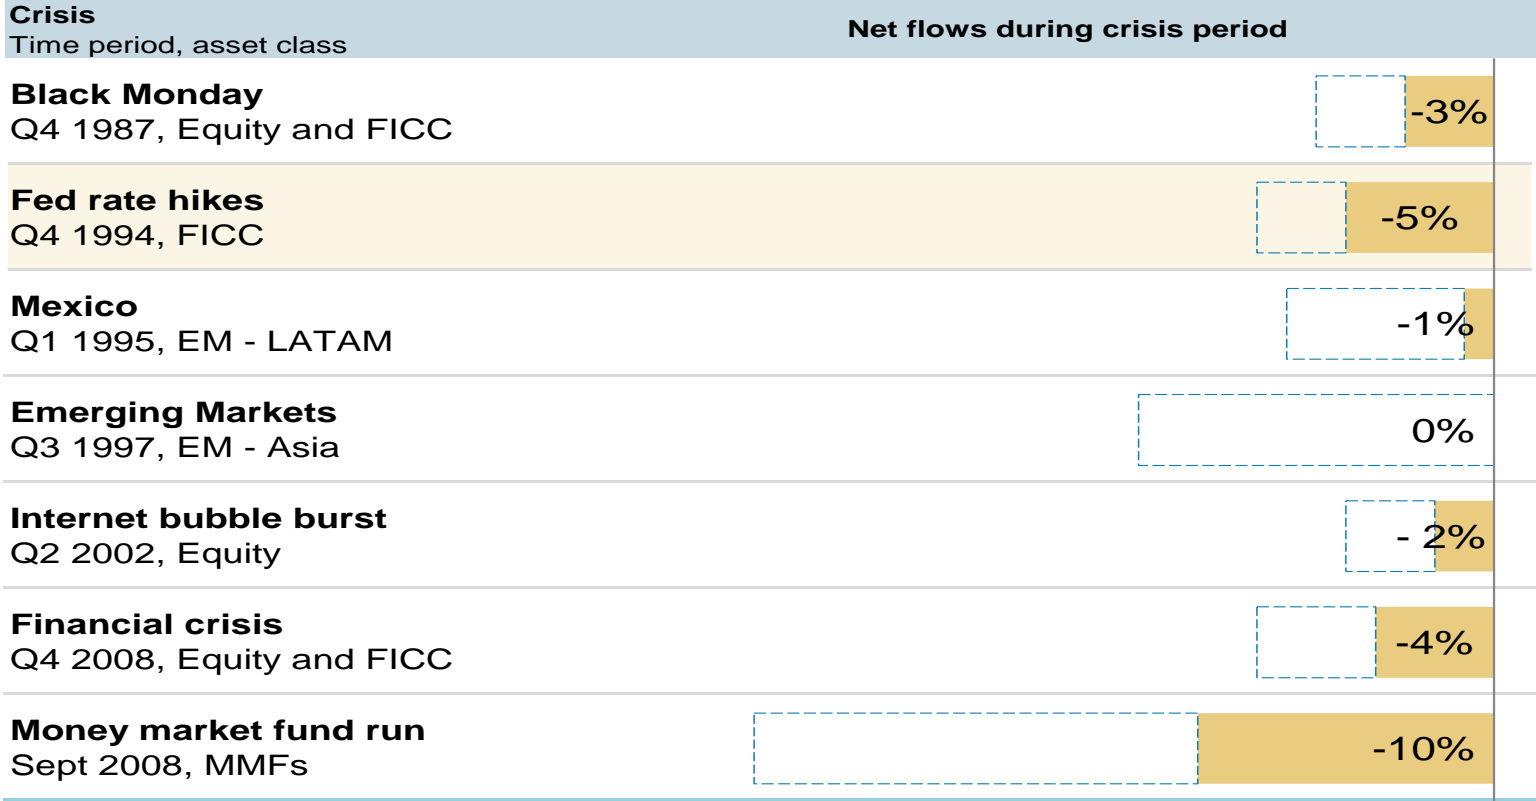 Crisis
Time period, asset class
Net flows during crisis period
Black Monday
Q4 1987, Equity and FICC
-3%
Fed rate hikes
Q4 1994, FICC
-5%
Mexico
Q1 1995, EM - LATAM
-1%
Emerging Markets
Q3 1997, EM - Asia
0%
Internet bubble burst
Q2 2002, Equity
- 2%
Financial crisis
Q4 2008, Equity and FICC
-4%
Money market fund run
Sept 2008, MMFs
-10%